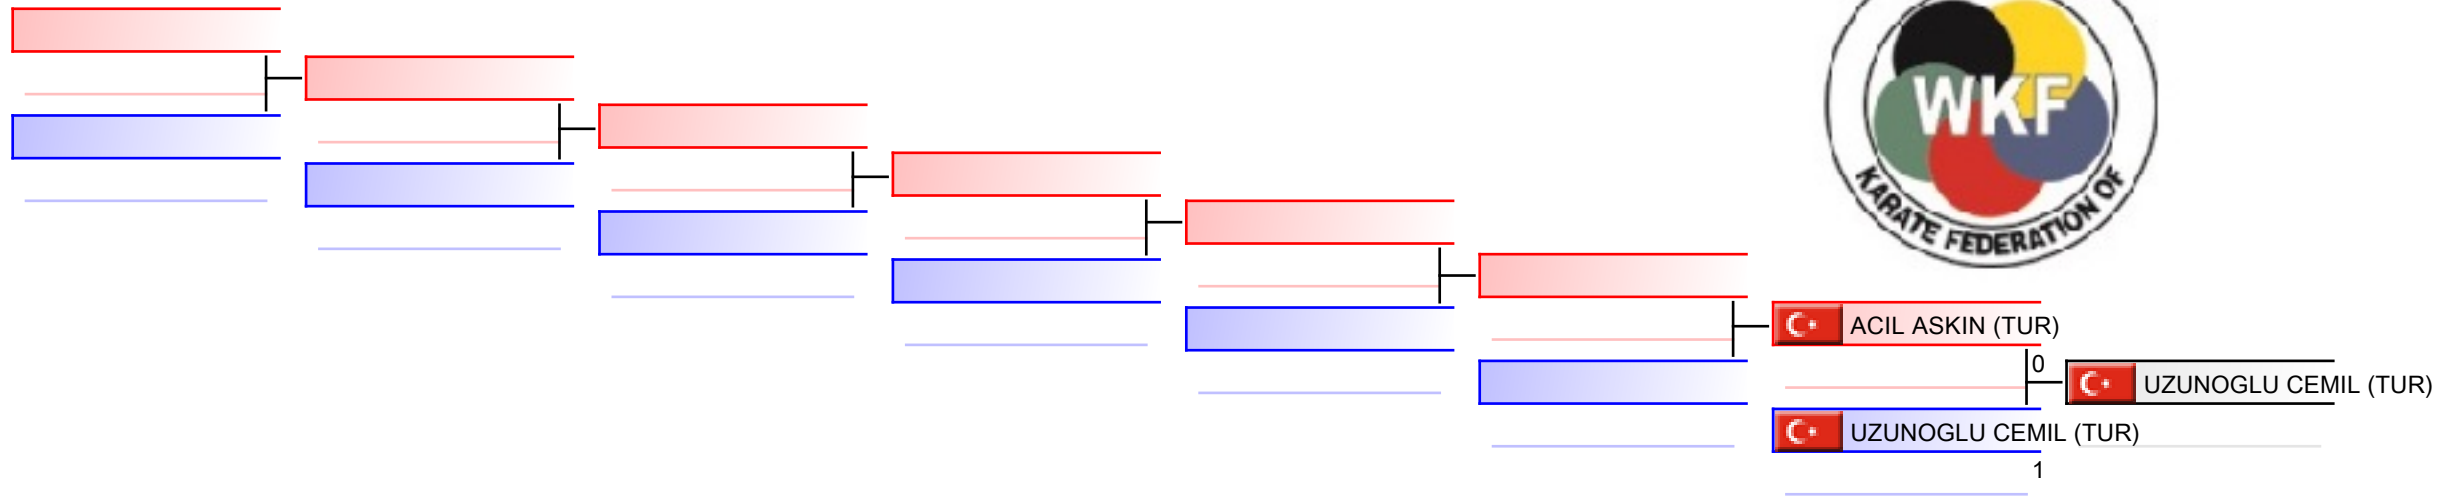 WKF
KARATE FEDERATION OF
ACIL ASKIN (TUR)
0
UZUNOGLU CEMIL (TUR)
UZUNOGLU CEMIL (TUR)
1